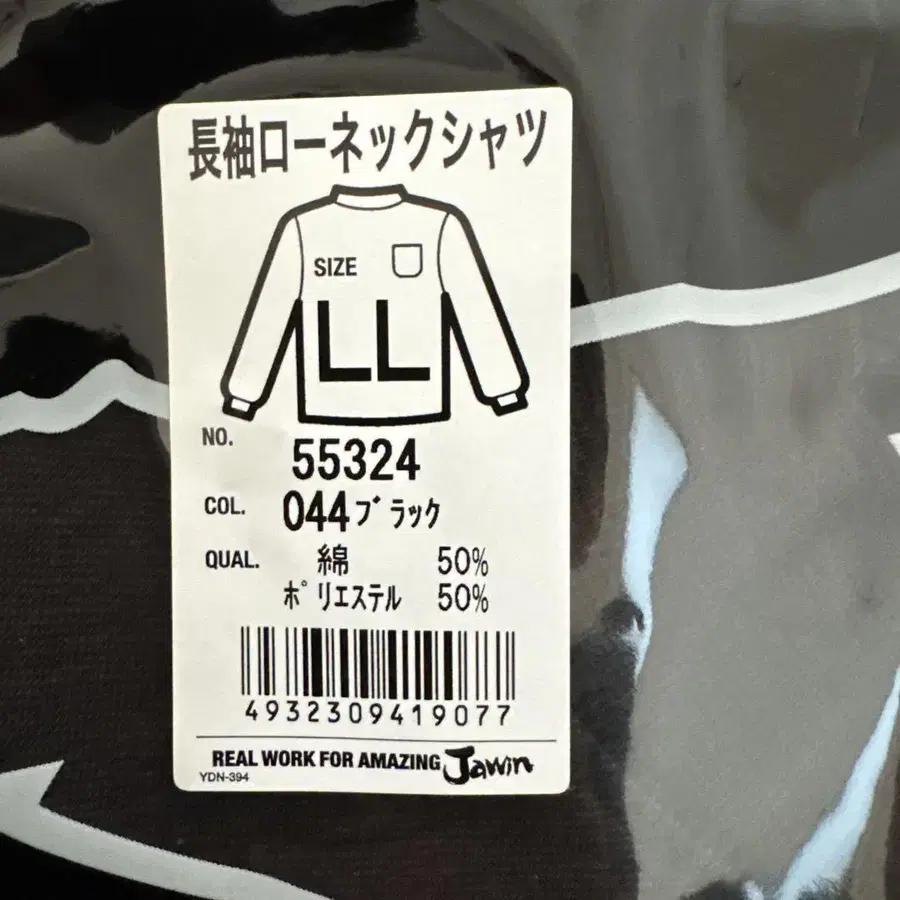 長袖ローネックシャツ
SIZE
LL
NO. 55324
COL. 044ブラック
QUAL. 綿 50%
ポリエステル 50%
4932309419077
REAL WORK FOR AMAZING Jawin
YDN-394